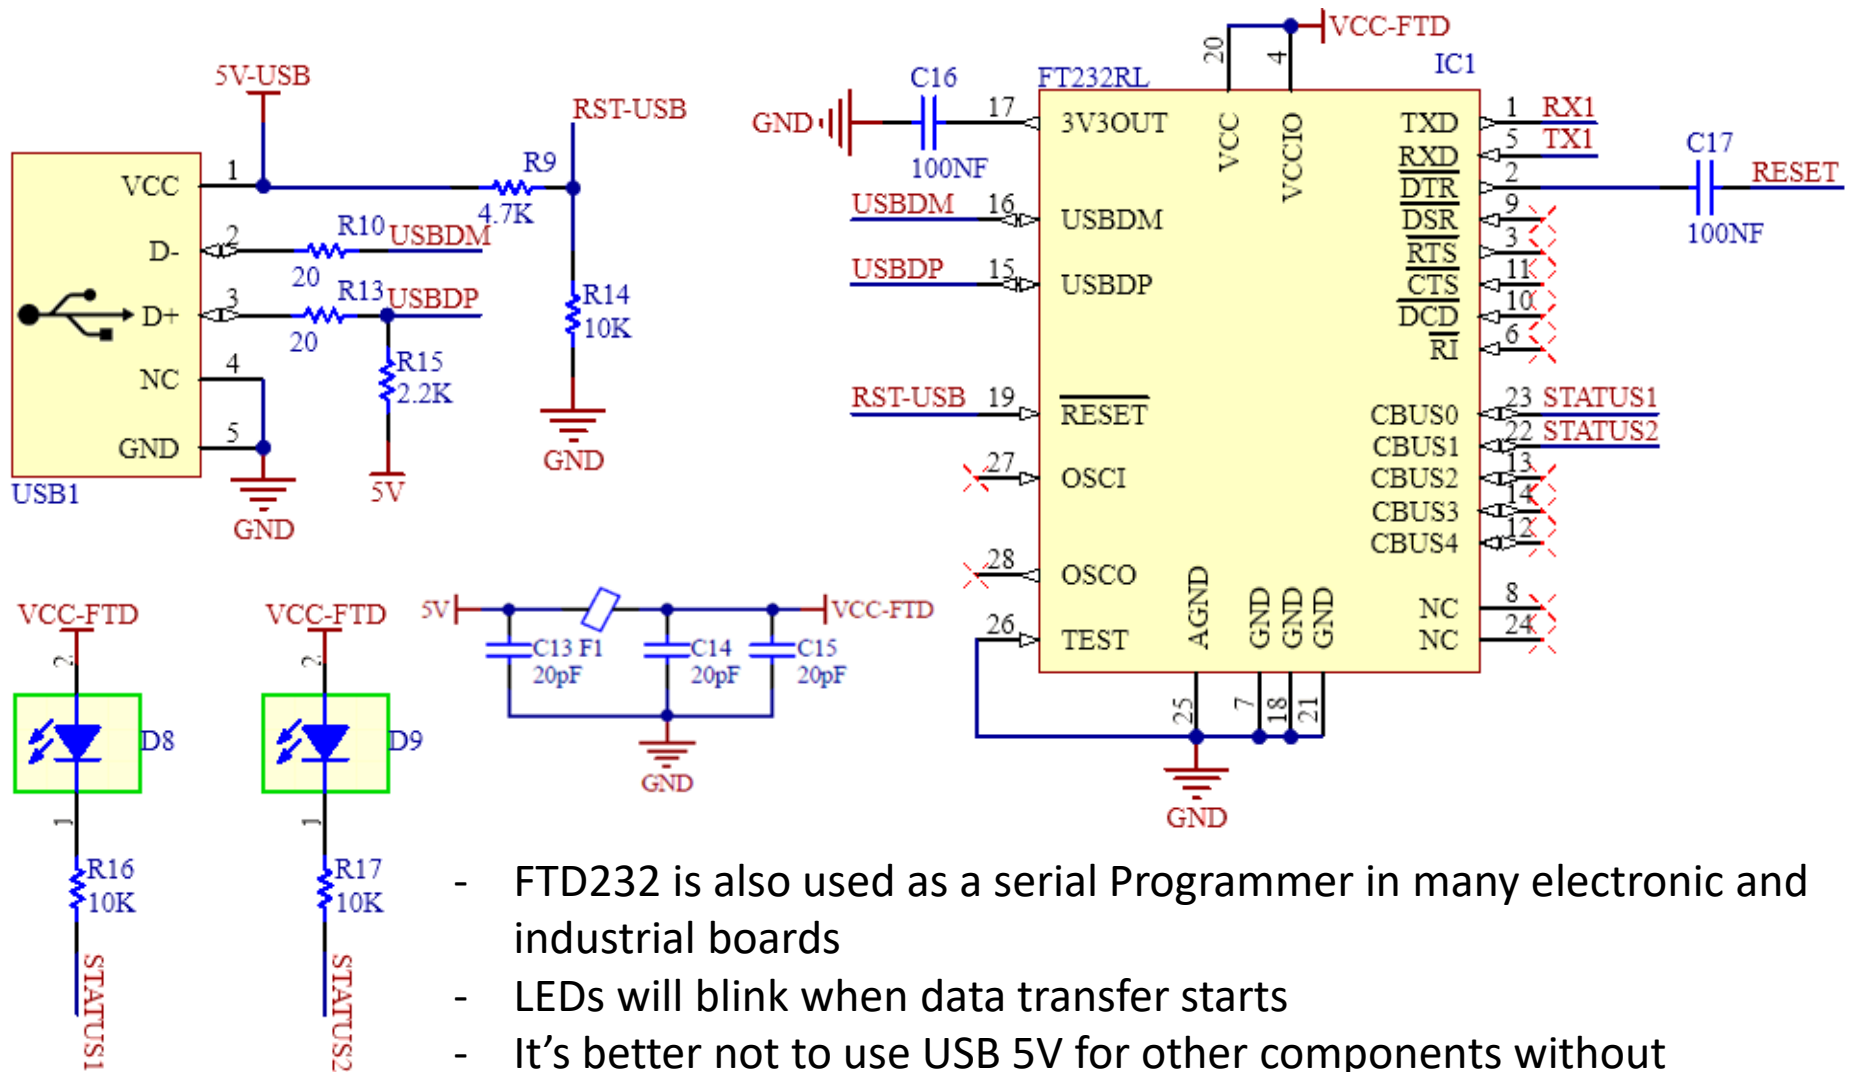 5V-USB
RST-USB
R9
4.7K
VCC 1
D- 2
R10 USBDM
20
D+ 3
R13 USBDP
20
R14
10K
R15
2.2K
NC 4
GND 5
USB1
GND
5V
GND
VCC-FTD
IC1
FT232RL
20
4
C16
GND
100NF
17 3V3OUT
VCC
VCCIO
USBDM 16 USBDM
USBDP 15 USBDP
RST-USB 19 RESET
27 OSCI
28 OSCO
26 TEST
AGND
GND
GND
GND
25
7
18
21
GND
TXD 1 RX1
RXD 5 TX1
DTR 2
C17
100NF
RESET
DSR 9
RTS 3
CTS 11
DCD 10
RI 6
CBUS0 23 STATUS1
CBUS1 22 STATUS2
CBUS2 13
CBUS3 14
CBUS4 12
NC 8
NC 24
VCC-FTD
2
D8
1
R16
10K
STATUS1
VCC-FTD
2
D9
1
R17
10K
STATUS2
5V
VCC-FTD
C13 F1
20pF
C14
20pF
C15
20pF
GND
- FTD232 is also used as a serial Programmer in many electronic and
industrial boards
- LEDs will blink when data transfer starts
- It’s better not to use USB 5V for other components without